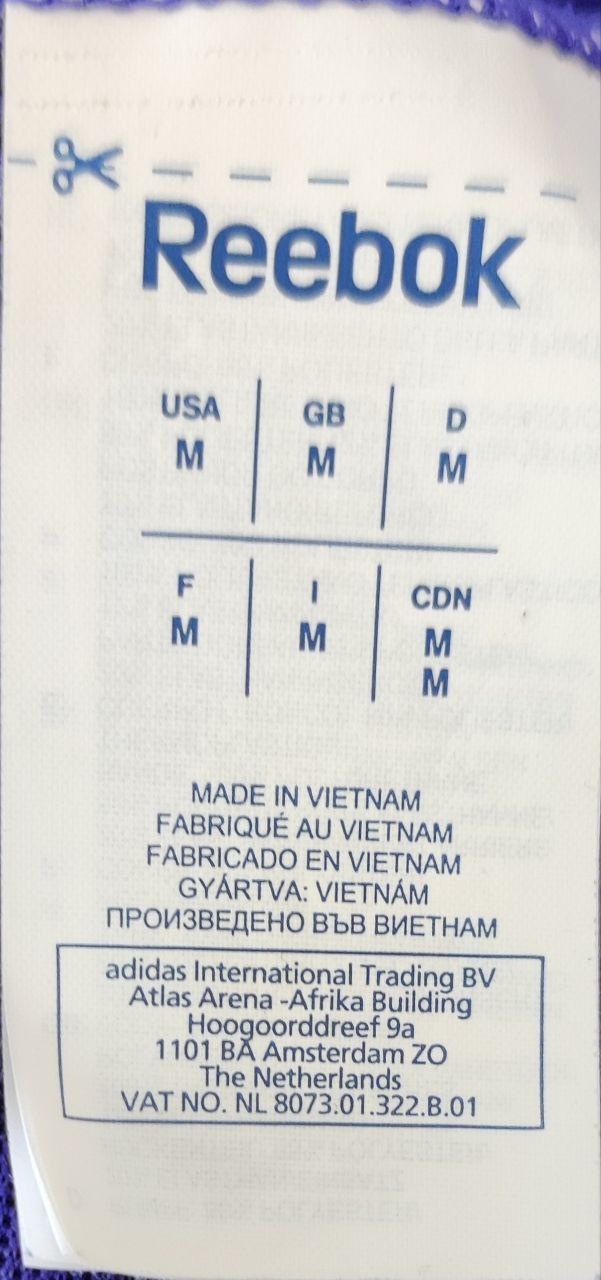 Reebok
USA GB D
M M M
F I CDN
M M M
M
MADE IN VIETNAM
FABRIQUÉ AU VIETNAM
FABRICADO EN VIETNAM
GYÁRTVA: VIETNÁM
ПРОИЗВЕДЕНО ВЪВ ВИЕТНАМ
adidas International Trading BV
Atlas Arena -Afrika Building
Hoogoorddreef 9a
1101 BA Amsterdam ZO
The Netherlands
VAT NO. NL 8073.01.322.B.01